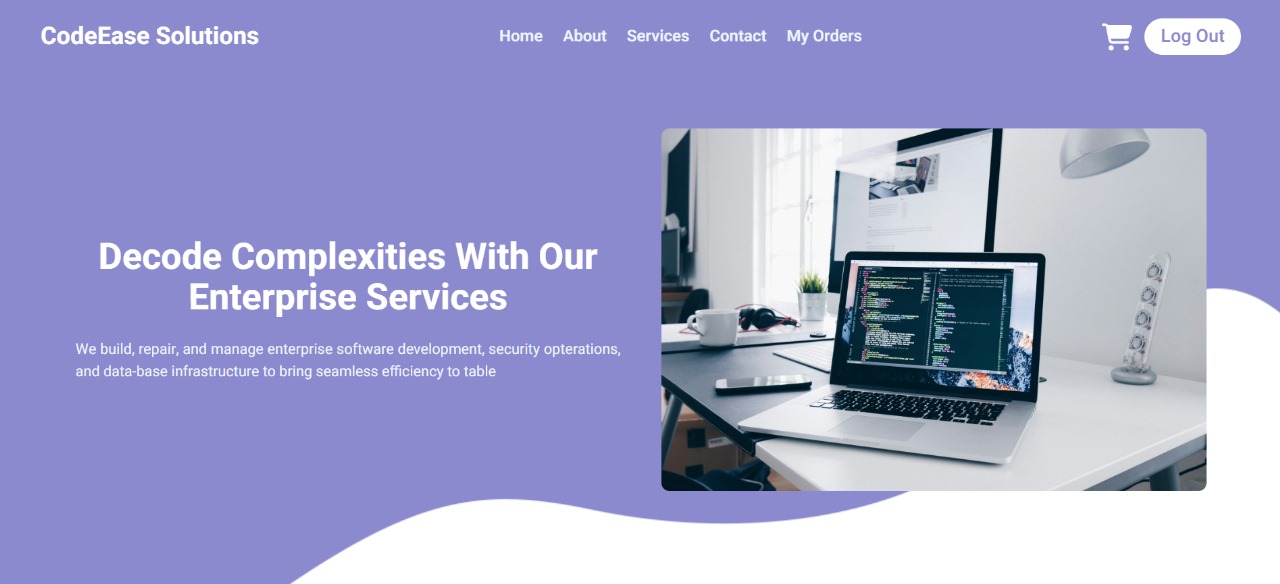 CodeEase Solutions
Home About Services Contact My Orders
Log Out
Decode Complexities With Our
Enterprise Services
We build, repair, and manage enterprise software development, security opterations,
and data-base infrastructure to bring seamless efficiency to table